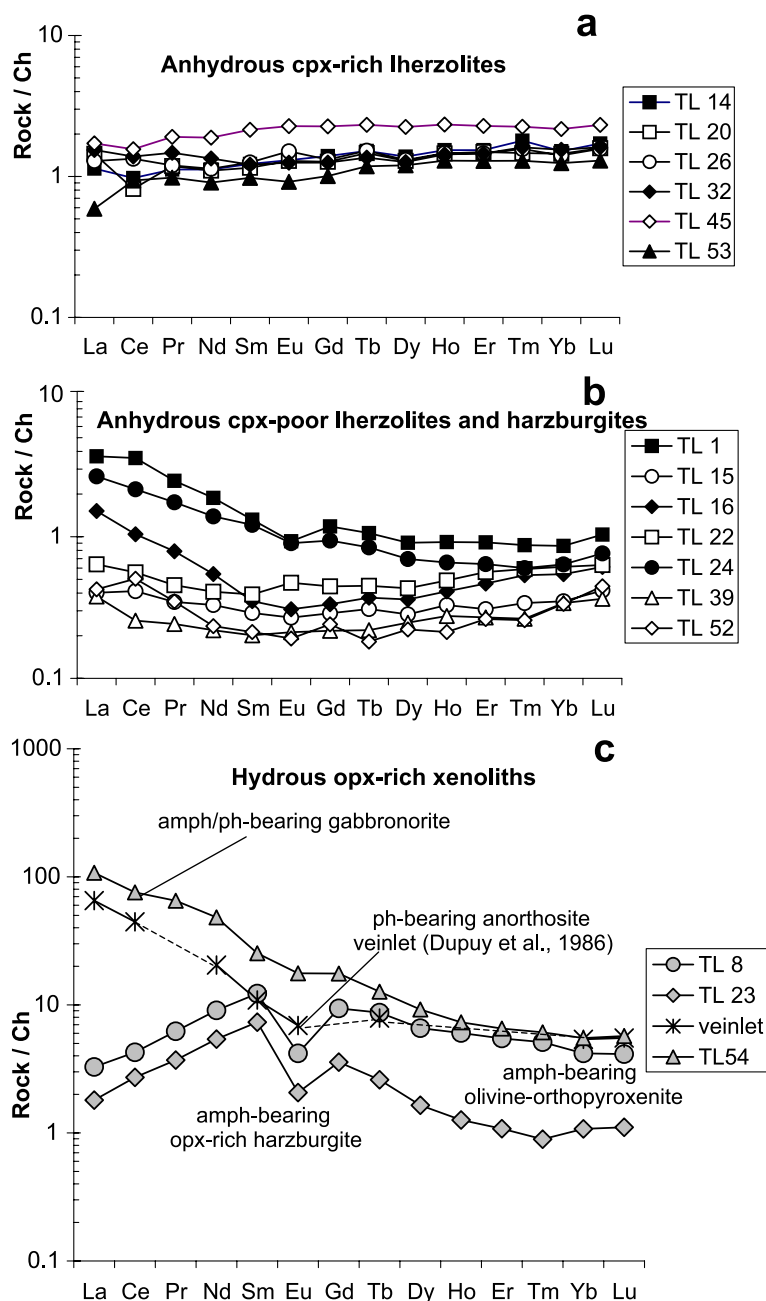 a
Anhydrous cpx-rich lherzolites
Rock / Ch
10
1
0.1
La Ce Pr Nd Sm Eu Gd Tb Dy Ho Er Tm Yb Lu
TL 14
TL 20
TL 26
TL 32
TL 45
TL 53
b
Anhydrous cpx-poor lherzolites and harzburgites
Rock / Ch
10
1
0.1
La Ce Pr Nd Sm Eu Gd Tb Dy Ho Er Tm Yb Lu
TL 1
TL 15
TL 16
TL 22
TL 24
TL 39
TL 52
c
Hydrous opx-rich xenoliths
Rock / Ch
1000
100
10
1
0.1
amph/ph-bearing gabbronorite
ph-bearing anorthosite
veinlet (Dupuy et al., 1986)
amph-bearing
olivine-orthopyroxenite
amph-bearing
opx-rich harzburgite
La Ce Pr Nd Sm Eu Gd Tb Dy Ho Er Tm Yb Lu
TL 8
TL 23
veinlet
TL54